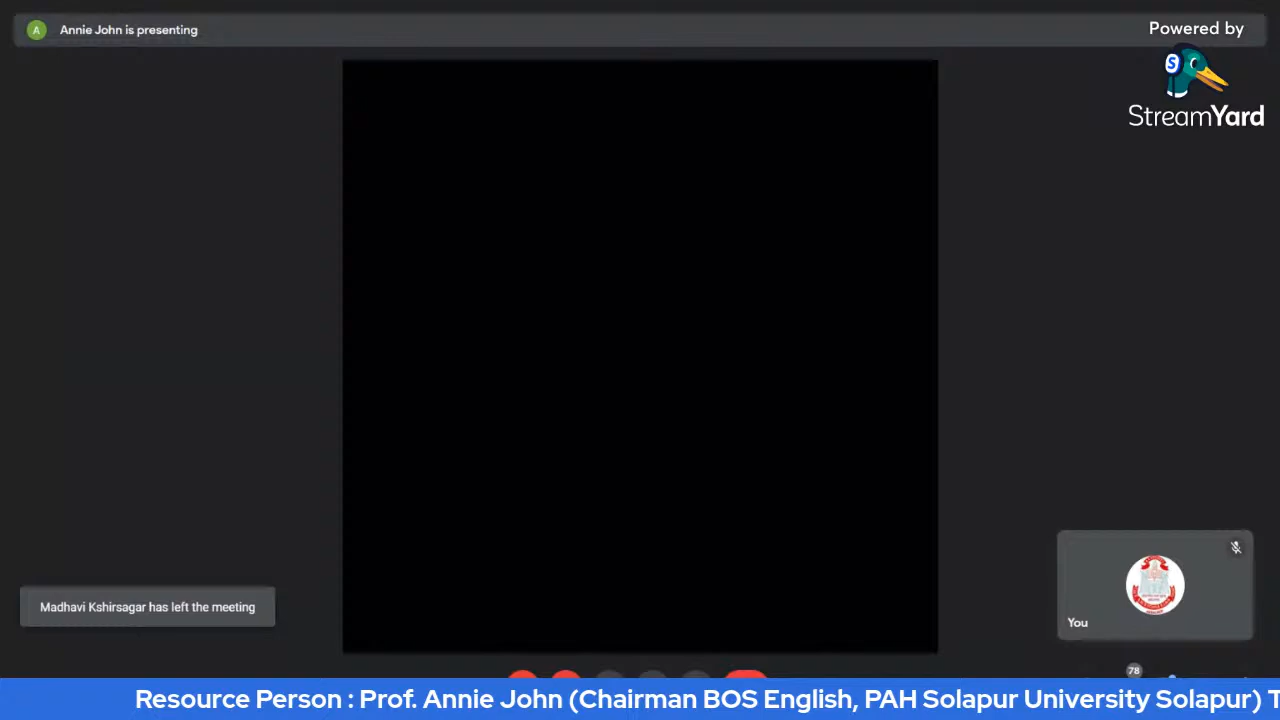 A
Annie John is presenting
Powered by
S
StreamYard
Madhavi Kshirsagar has left the meeting
You
78
Resource Person : Prof. Annie John (Chairman BOS English, PAH Solapur University Solapur) T